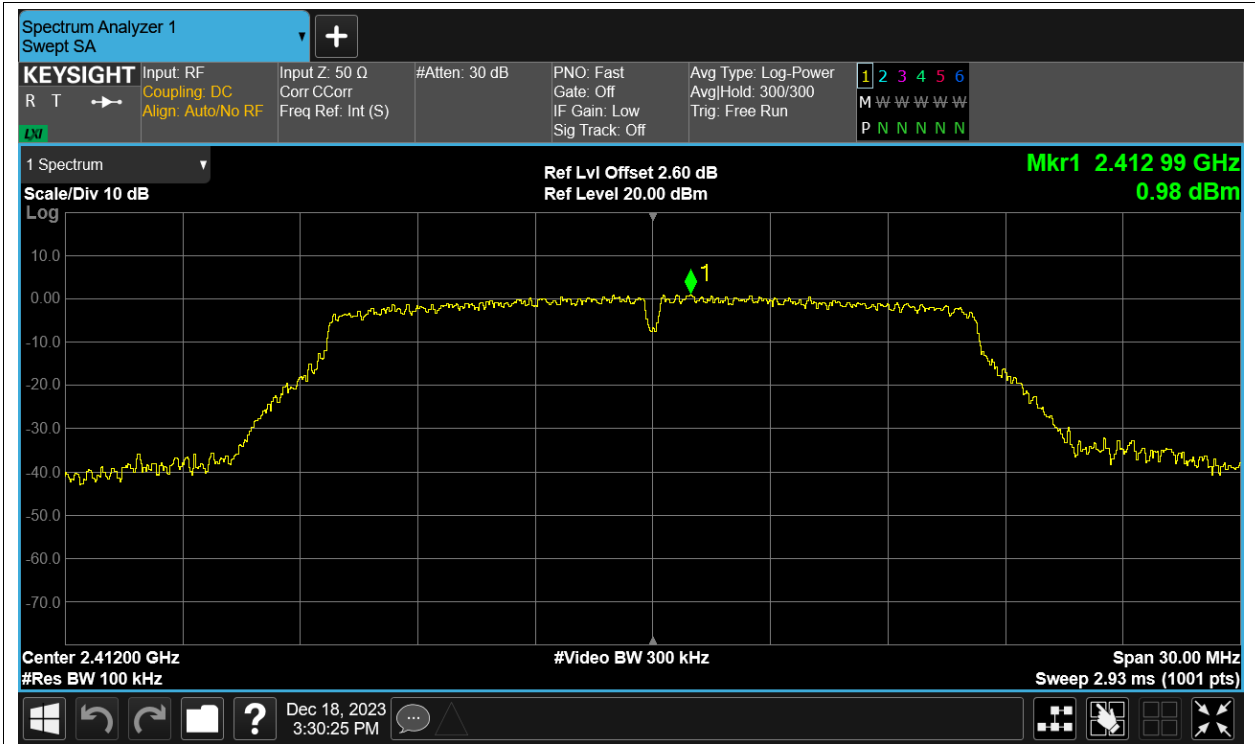 Spectrum Analyzer 1
Swept SA
KEYSIGHT
R T
LXI
Input: RF
Coupling: DC
Align: Auto/No RF
Input Z: 50 Ω
Corr CCorr
Freq Ref: Int (S)
#Atten: 30 dB
PNO: Fast
Gate: Off
IF Gain: Low
Sig Track: Off
Avg Type: Log-Power
Avg|Hold: 300/300
Trig: Free Run
1 2 3 4 5 6
M W W W W W
P N N N N N
1 Spectrum
Scale/Div 10 dB
Log
Ref Lvl Offset 2.60 dB
Ref Level 20.00 dBm
Mkr1 2.412 99 GHz
0.98 dBm
10.0
1
0.00
-10.0
-20.0
-30.0
-40.0
-50.0
-60.0
-70.0
Center 2.41200 GHz
#Res BW 100 kHz
#Video BW 300 kHz
Span 30.00 MHz
Sweep 2.93 ms (1001 pts)
?
Dec 18, 2023
3:30:25 PM